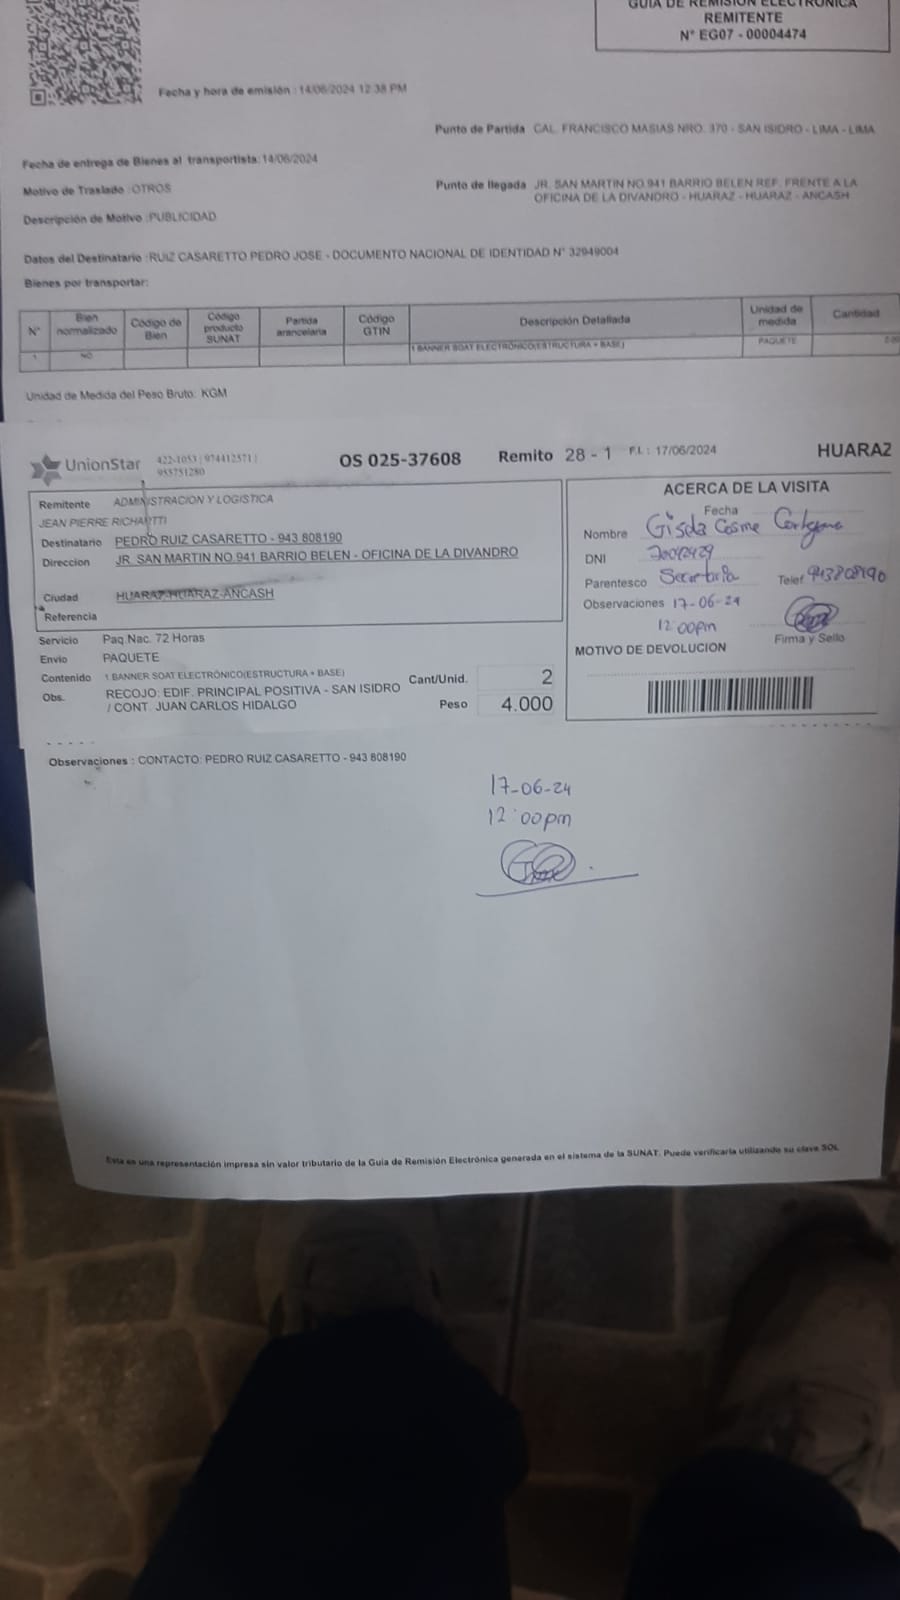 GUIA DE REMISIÓN ELECTRÓNICA
REMITENTE
N° EG07 - 00004474
Fecha y hora de emisión : 14/06/2024 12:38 PM
Punto de Partida CAL. FRANCISCO MASIAS NRO. 370 - SAN ISIDRO - LIMA - LIMA
Fecha de entrega de Bienes al transportista: 14/06/2024
Motivo de Traslado :OTROS
Punto de llegada JR. SAN MARTIN NO.941 BARRIO BELEN REF. FRENTE A LA
OFICINA DE LA DIVANDRO - HUARAZ - HUARAZ - ANCASH
Descripción de Motivo :PUBLICIDAD
Datos del Destinatario :RUIZ CASARETTO PEDRO JOSE - DOCUMENTO NACIONAL DE IDENTIDAD N° 32949004
Bienes por transportar:
N° Bien normalizado Código de Bien Código producto SUNAT Partida arancelaria Código GTIN Descripción Detallada Unidad de medida Cantidad
1 NO 1 BANNER SOAT ELECTRÓNICO(ESTRUCTURA + BASE) PAQUETE
Unidad de Medida del Peso Bruto: KGM
UnionStar 422-1053 | 974412571 |
955751280
OS 025-37608 Remito 28 - 1 F.I. : 17/06/2024 HUARAZ
Remitente ADMINISTRACION Y LOGISTICA
JEAN PIERRE RICHARTTI
Destinatario PEDRO RUIZ CASARETTO - 943 808190
Direccion JR. SAN MARTIN NO.941 BARRIO BELEN - OFICINA DE LA DIVANDRO
Ciudad HUARAZ-HUARAZ-ANCASH
Referencia
Servicio Paq Nac. 72 Horas
Envio PAQUETE
Contenido 1 BANNER SOAT ELECTRÓNICO(ESTRUCTURA + BASE)
Obs. RECOJO: EDIF. PRINCIPAL POSITIVA - SAN ISIDRO
/ CONT. JUAN CARLOS HIDALGO
Cant/Unid. 2
Peso 4.000
ACERCA DE LA VISITA
Fecha
Nombre Cosme
DNI
Parentesco Secretaria Telef 943808190
Observaciones 17-06-24
12:00pm
Firma y Sello
MOTIVO DE DEVOLUCION
Observaciones : CONTACTO: PEDRO RUIZ CASARETTO - 943 808190
17-06-24
12:00pm
Esta es una representación impresa sin valor tributario de la Guia de Remisión Electrónica generada en el sistema de la SUNAT. Puede verificarla utilizando su clave SOL